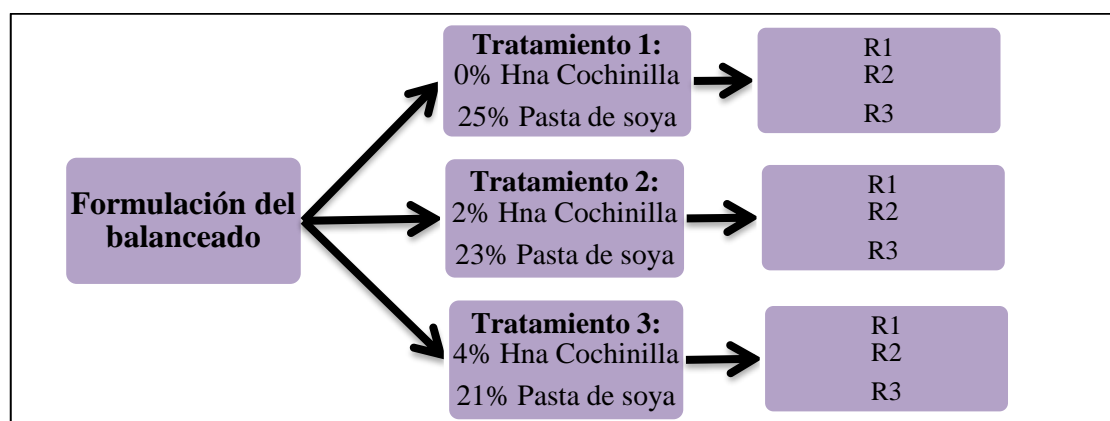 Formulación del
balanceado
Tratamiento 1:
0% Hna Cochinilla
25% Pasta de soya
R1
R2
R3
Tratamiento 2:
2% Hna Cochinilla
23% Pasta de soya
R1
R2
R3
Tratamiento 3:
4% Hna Cochinilla
21% Pasta de soya
R1
R2
R3